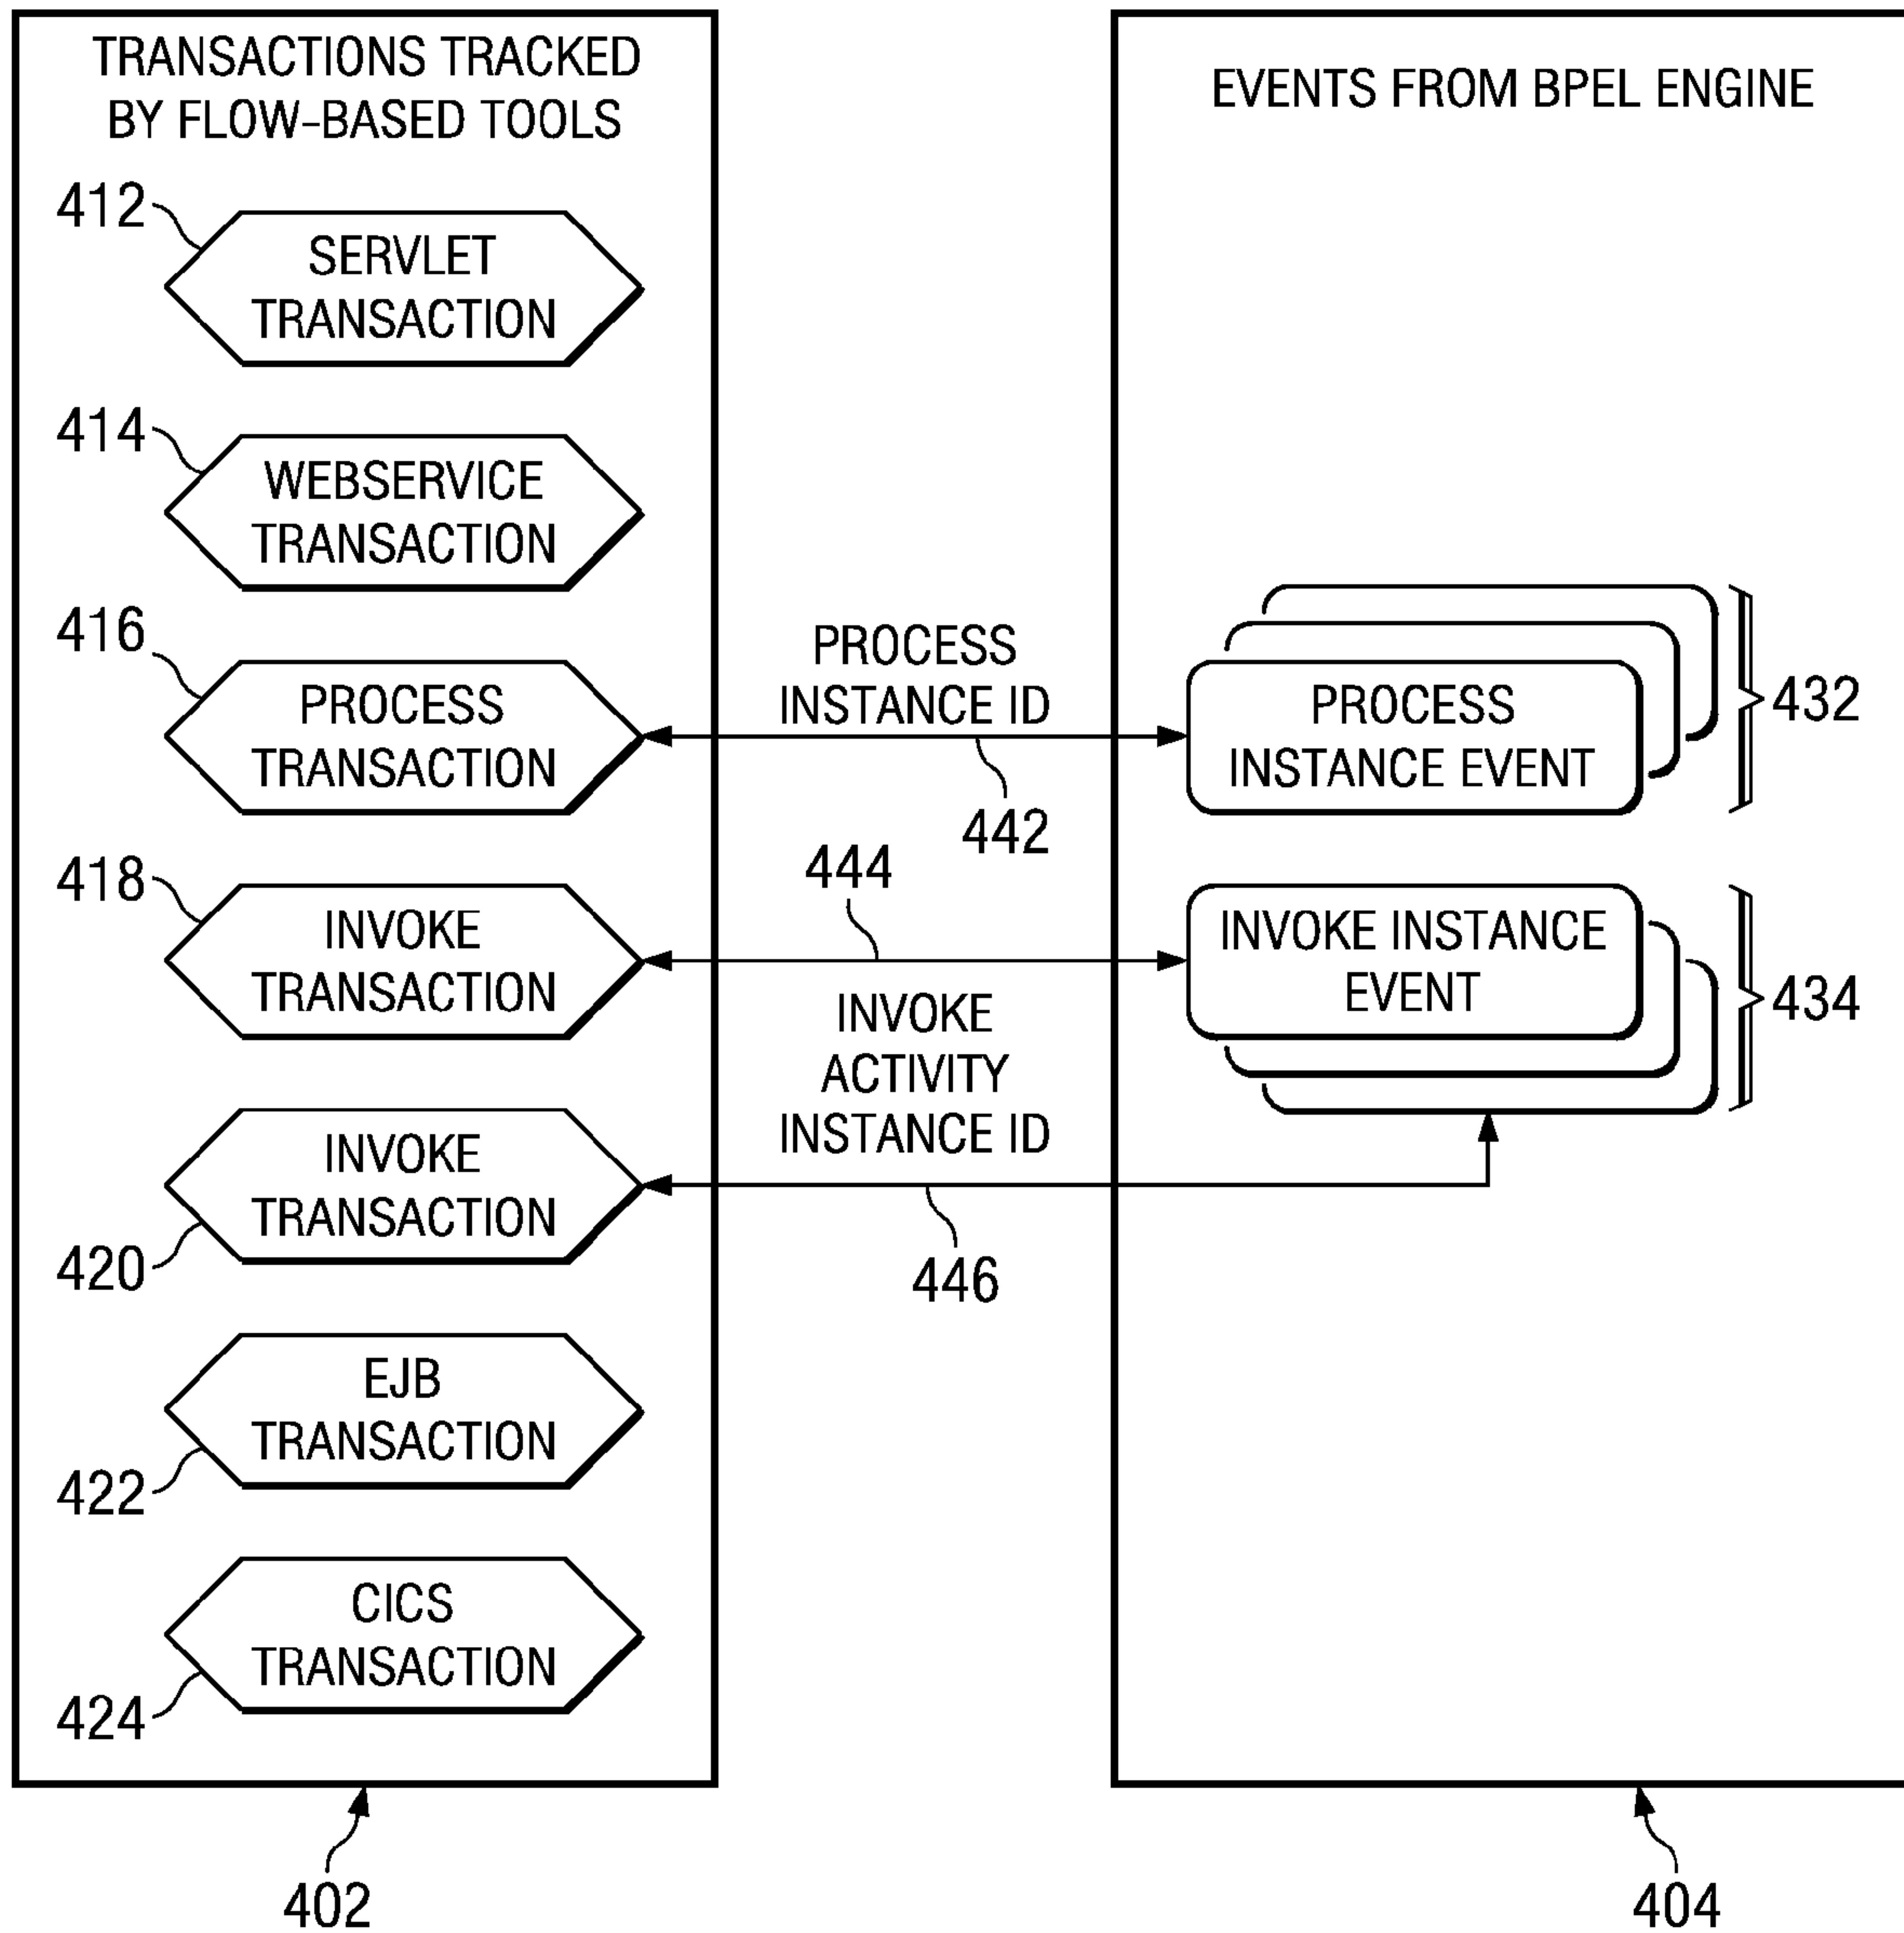 TRANSACTIONS TRACKED
BY FLOW-BASED TOOLS
412
SERVLET
TRANSACTION
414
WEBSERVICE
TRANSACTION
416
PROCESS
TRANSACTION
418
INVOKE
TRANSACTION
INVOKE
TRANSACTION
420
EJB
TRANSACTION
422
CICS
TRANSACTION
424
402
PROCESS
INSTANCE ID
442
444
INVOKE
ACTIVITY
INSTANCE ID
446
EVENTS FROM BPEL ENGINE
PROCESS
INSTANCE EVENT
432
INVOKE INSTANCE
EVENT
434
404